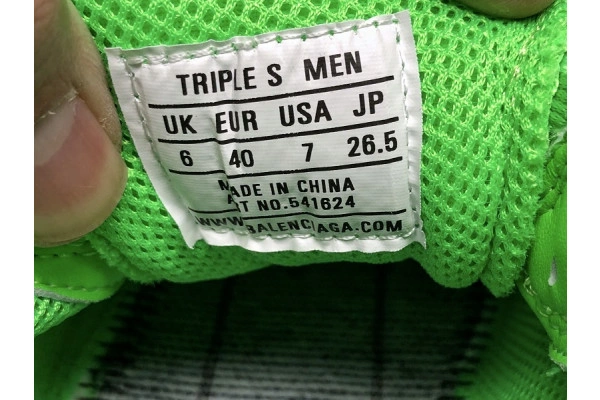 TRIPLE S MEN
UK EUR USA JP
6 40 7 26.5
MADE IN CHINA
ART NO.541624
WWW.BALENCIAGA.COM